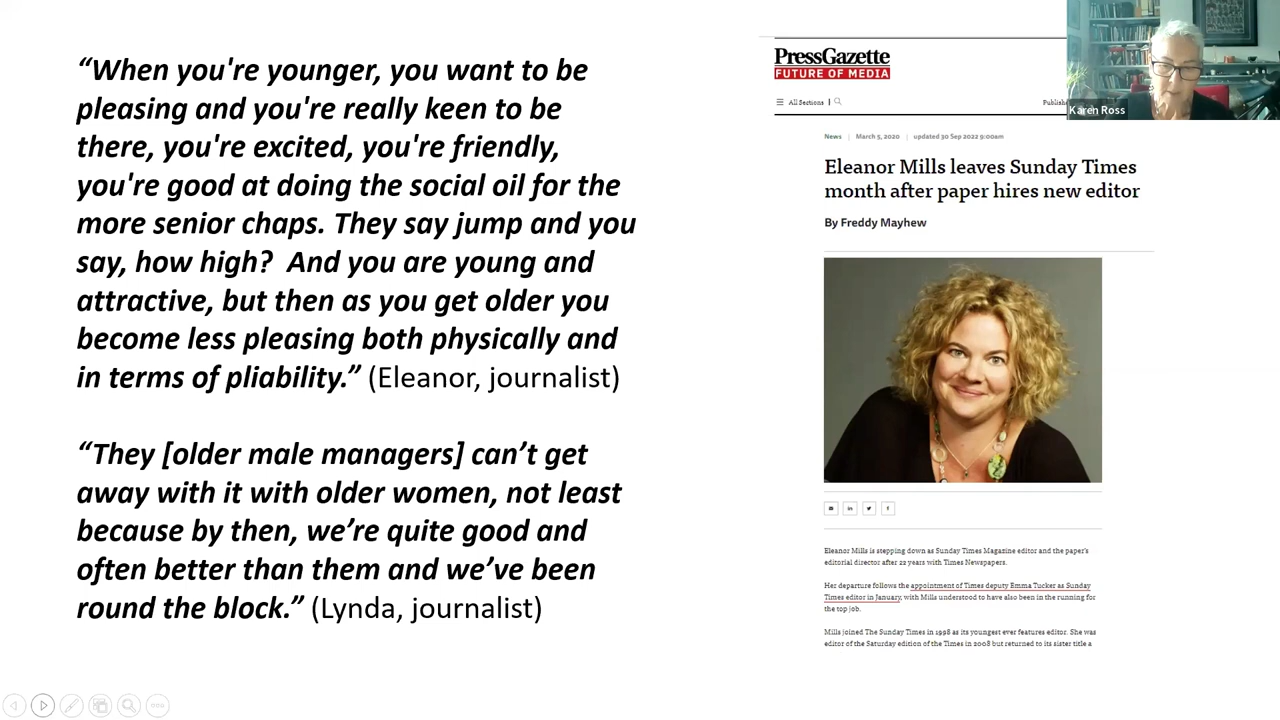 “When you're younger, you want to be
pleasing and you're really keen to be
there, you're excited, you're friendly,
you're good at doing the social oil for the
more senior chaps. They say jump and you
say, how high?  And you are young and
attractive, but then as you get older you
become less pleasing both physically and
in terms of pliability.” (Eleanor, journalist)
“They [older male managers] can’t get
away with it with older women, not least
because by then, we’re quite good and
often better than them and we’ve been
round the block.” (Lynda, journalist)
PressGazette
FUTURE OF MEDIA
All Sections
Karen Ross
News | March 5, 2020 | updated 30 Sep 2022 9:00am
Eleanor Mills leaves Sunday Times
month after paper hires new editor
By Freddy Mayhew
Eleanor Mills is stepping down as Sunday Times Magazine editor and the paper's
editorial director after 22 years with Times Newspapers.
Her departure follows the appointment of Times deputy Emma Tucker as Sunday
Times editor in January, with Mills understood to have also been in the running for
the top job.
Mills joined The Sunday Times in 1998 as its youngest ever features editor. She was
editor of the Saturday edition of the Times in 2008 but returned to its sister title a